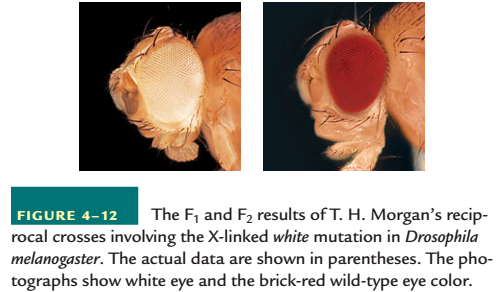 FIGURE 4–12 The F₁ and F₂ results of T. H. Morgan's recip-
rocal crosses involving the X-linked white mutation in Drosophila
melanogaster. The actual data are shown in parentheses. The pho-
tographs show white eye and the brick-red wild-type eye color.